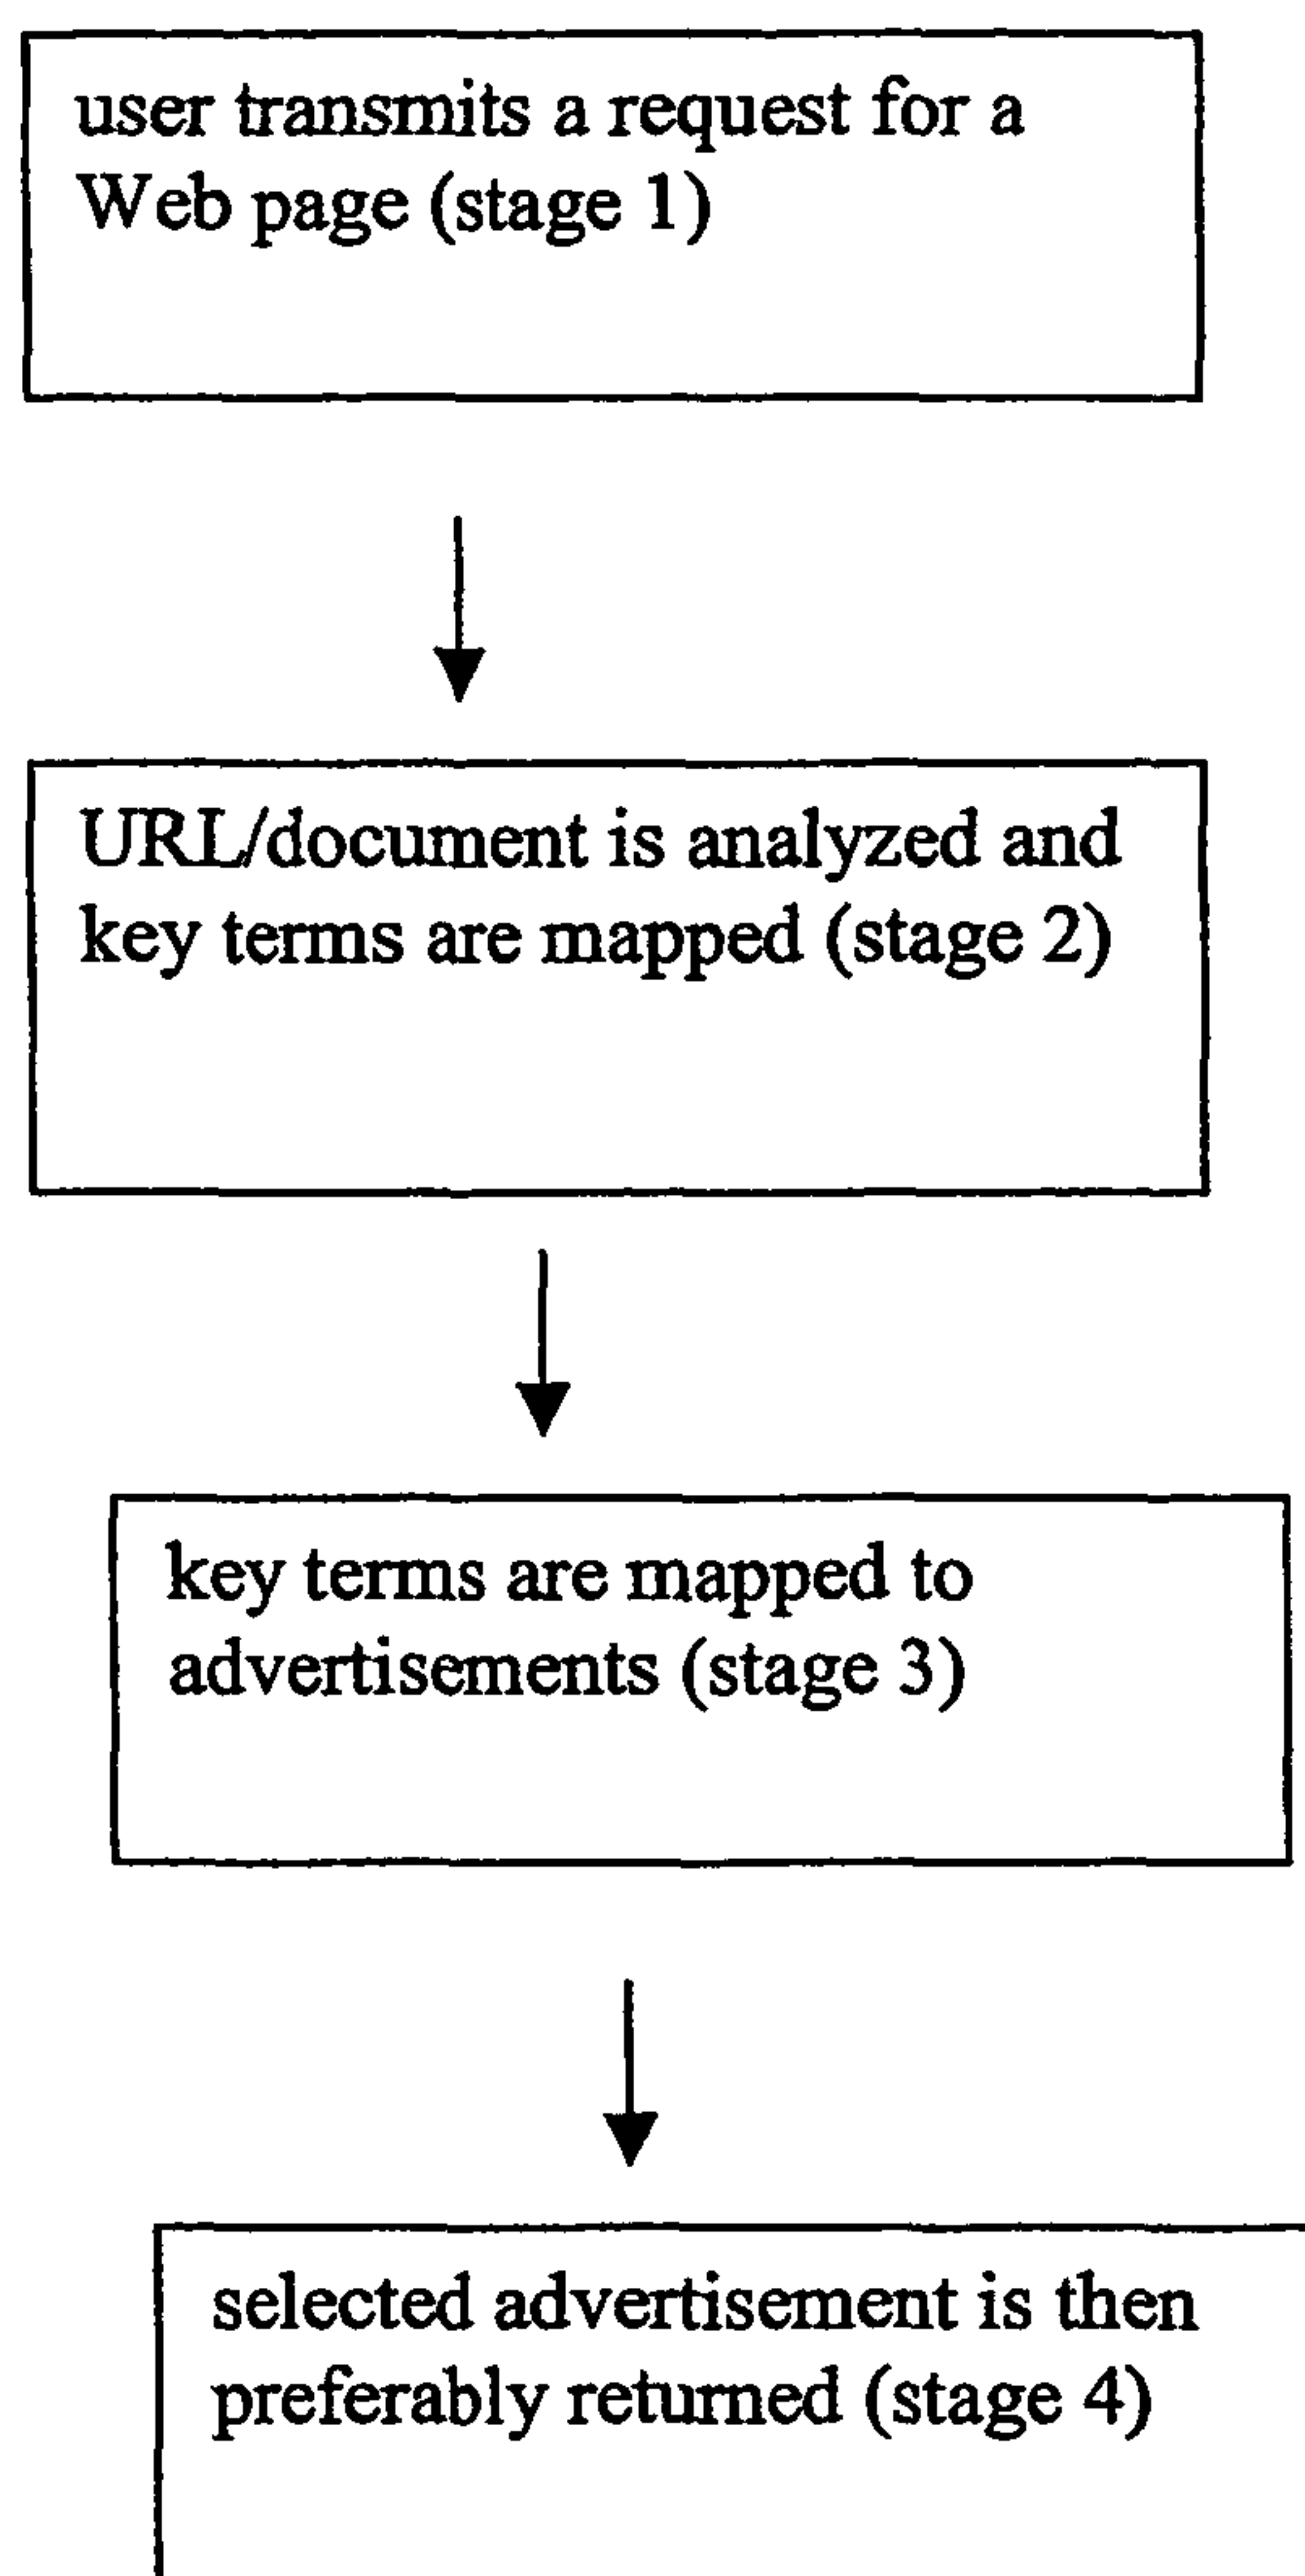 user transmits a request for a
Web page (stage 1)
URL/document is analyzed and
key terms are mapped (stage 2)
key terms are mapped to
advertisements (stage 3)
selected advertisement is then
preferably returned (stage 4)